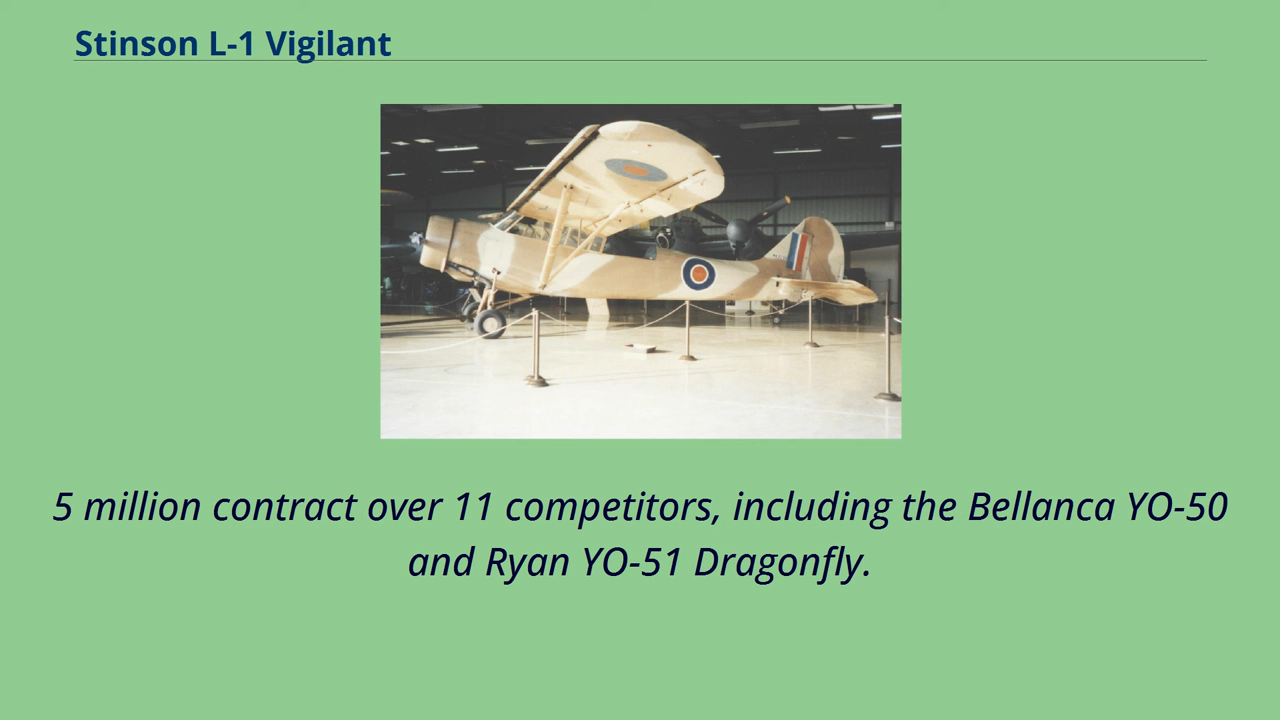 Stinson L-1 Vigilant
5 million contract over 11 competitors, including the Bellanca YO-50
and Ryan YO-51 Dragonfly.